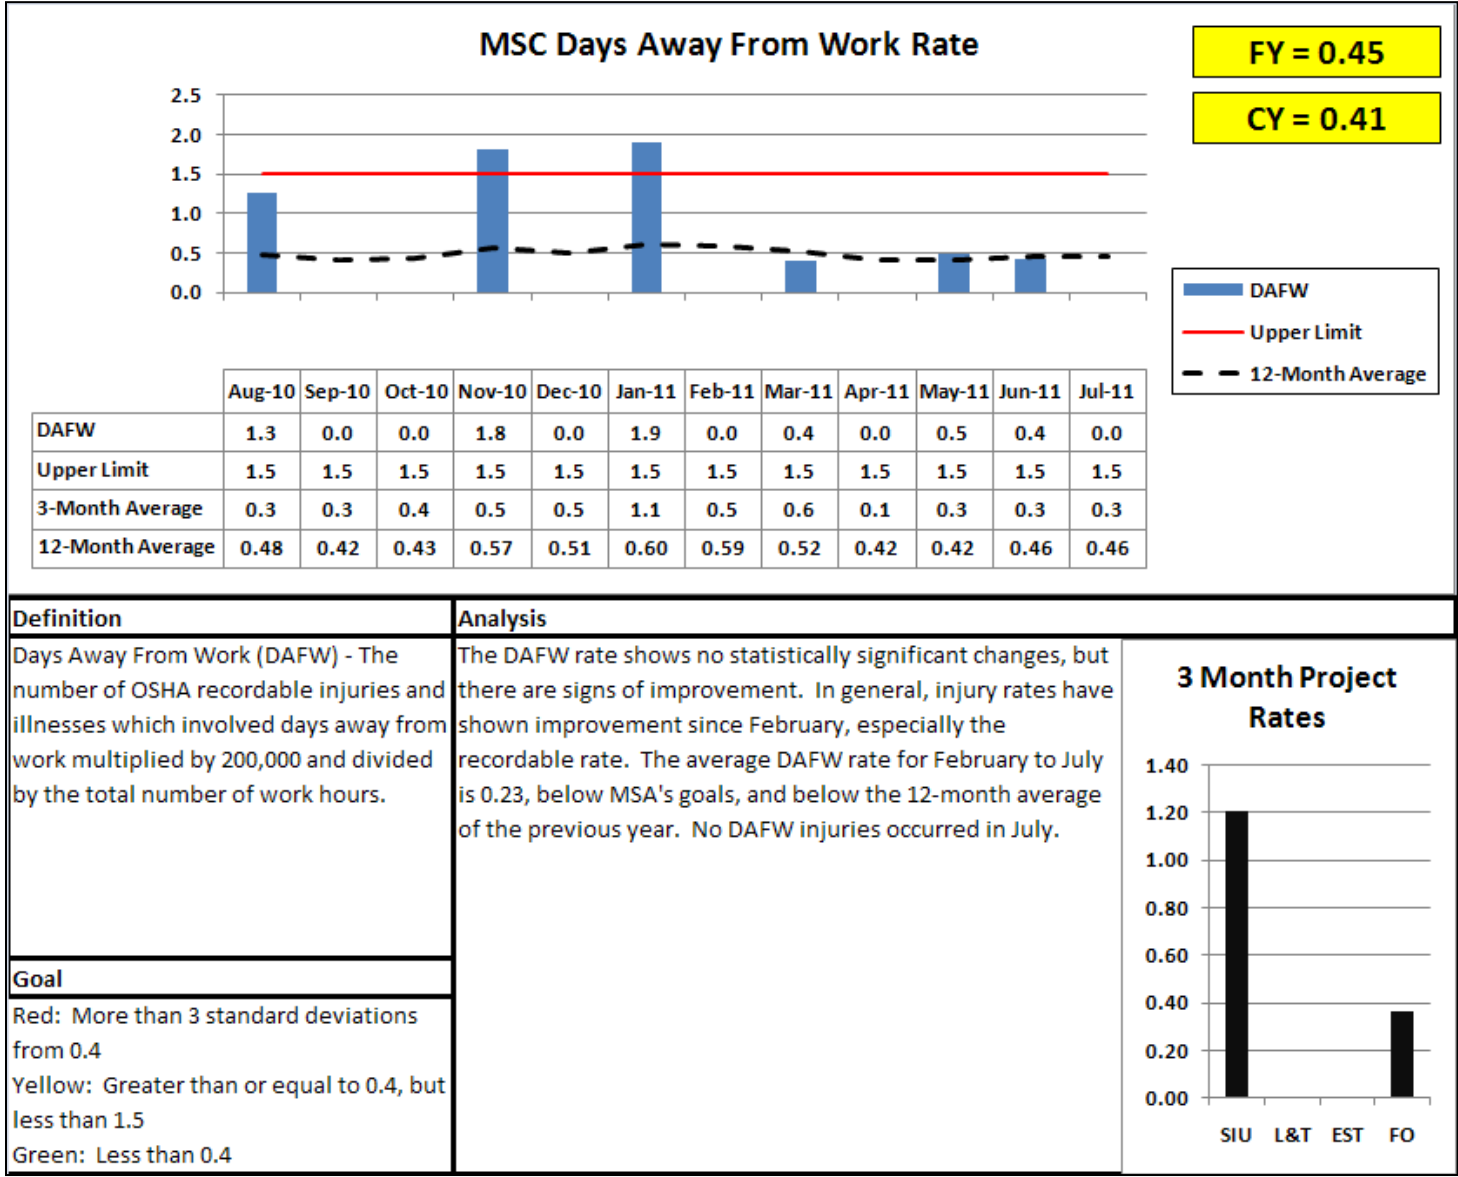 MSC Days Away From Work Rate
FY = 0.45
CY = 0.41
2.5
2.0
1.5
1.0
0.5
0.0
DAFW
Upper Limit
12-Month Average
Aug-10 Sep-10 Oct-10 Nov-10 Dec-10 Jan-11 Feb-11 Mar-11 Apr-11 May-11 Jun-11 Jul-11
DAFW 1.3 0.0 0.0 1.8 0.0 1.9 0.0 0.4 0.0 0.5 0.4 0.0
Upper Limit 1.5 1.5 1.5 1.5 1.5 1.5 1.5 1.5 1.5 1.5 1.5 1.5
3-Month Average 0.3 0.3 0.4 0.5 0.5 1.1 0.5 0.6 0.1 0.3 0.3 0.3
12-Month Average 0.48 0.42 0.43 0.57 0.51 0.60 0.59 0.52 0.42 0.42 0.46 0.46
Definition
Days Away From Work (DAFW) - The
number of OSHA recordable injuries and
illnesses which involved days away from
work multiplied by 200,000 and divided
by the total number of work hours.
Goal
Red:  More than 3 standard deviations
from 0.4
Yellow:  Greater than or equal to 0.4, but
less than 1.5
Green:  Less than 0.4
Analysis
The DAFW rate shows no statistically significant changes, but
there are signs of improvement.  In general, injury rates have
shown improvement since February, especially the
recordable rate.  The average DAFW rate for February to July
is 0.23, below MSA's goals, and below the 12-month average
of the previous year.  No DAFW injuries occurred in July.
3 Month Project
Rates
1.40
1.20
1.00
0.80
0.60
0.40
0.20
0.00
SIU L&T EST FO